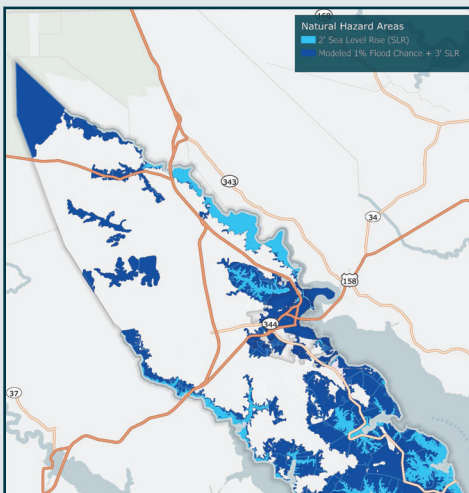 168
Natural Hazard Areas
2' Sea Level Rise (SLR)
Modeled 1% Flood Chance + 3' SLR
343
34
158
344
37